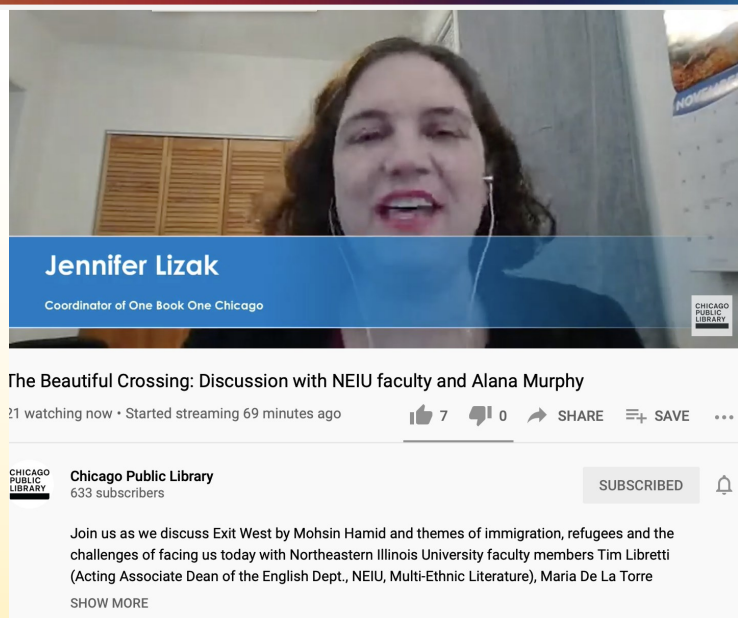 NOVEMBER
Jennifer Lizak
Coordinator of One Book One Chicago
CHICAGO
PUBLIC
LIBRARY
The Beautiful Crossing: Discussion with NEIU faculty and Alana Murphy
21 watching now • Started streaming 69 minutes ago
7 0 SHARE SAVE
CHICAGO
PUBLIC
LIBRARY
Chicago Public Library
633 subscribers
SUBSCRIBED
Join us as we discuss Exit West by Mohsin Hamid and themes of immigration, refugees and the
challenges of facing us today with Northeastern Illinois University faculty members Tim Libretti
(Acting Associate Dean of the English Dept., NEIU, Multi-Ethnic Literature), Maria De La Torre
SHOW MORE